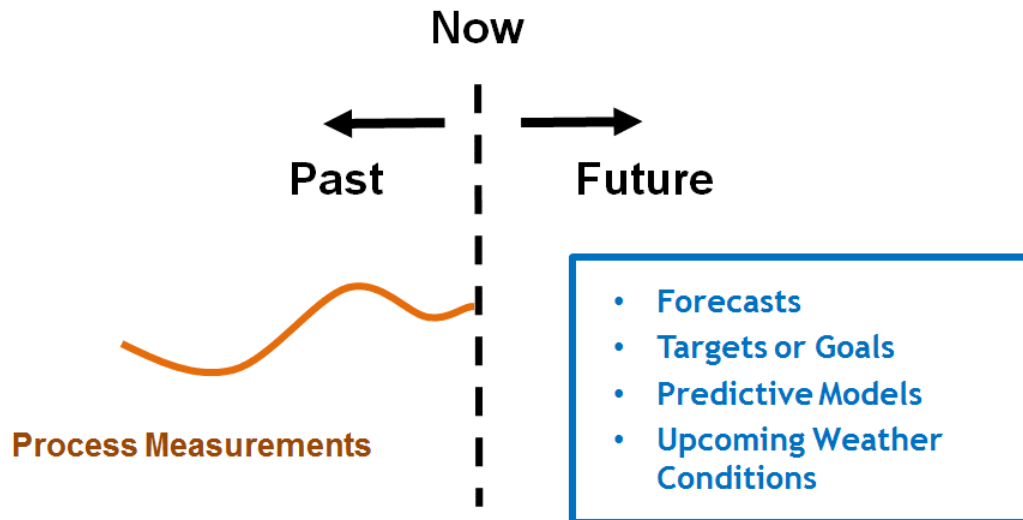 Now
Past
Future
• Forecasts
• Targets or Goals
• Predictive Models
• Upcoming Weather
Conditions
Process Measurements